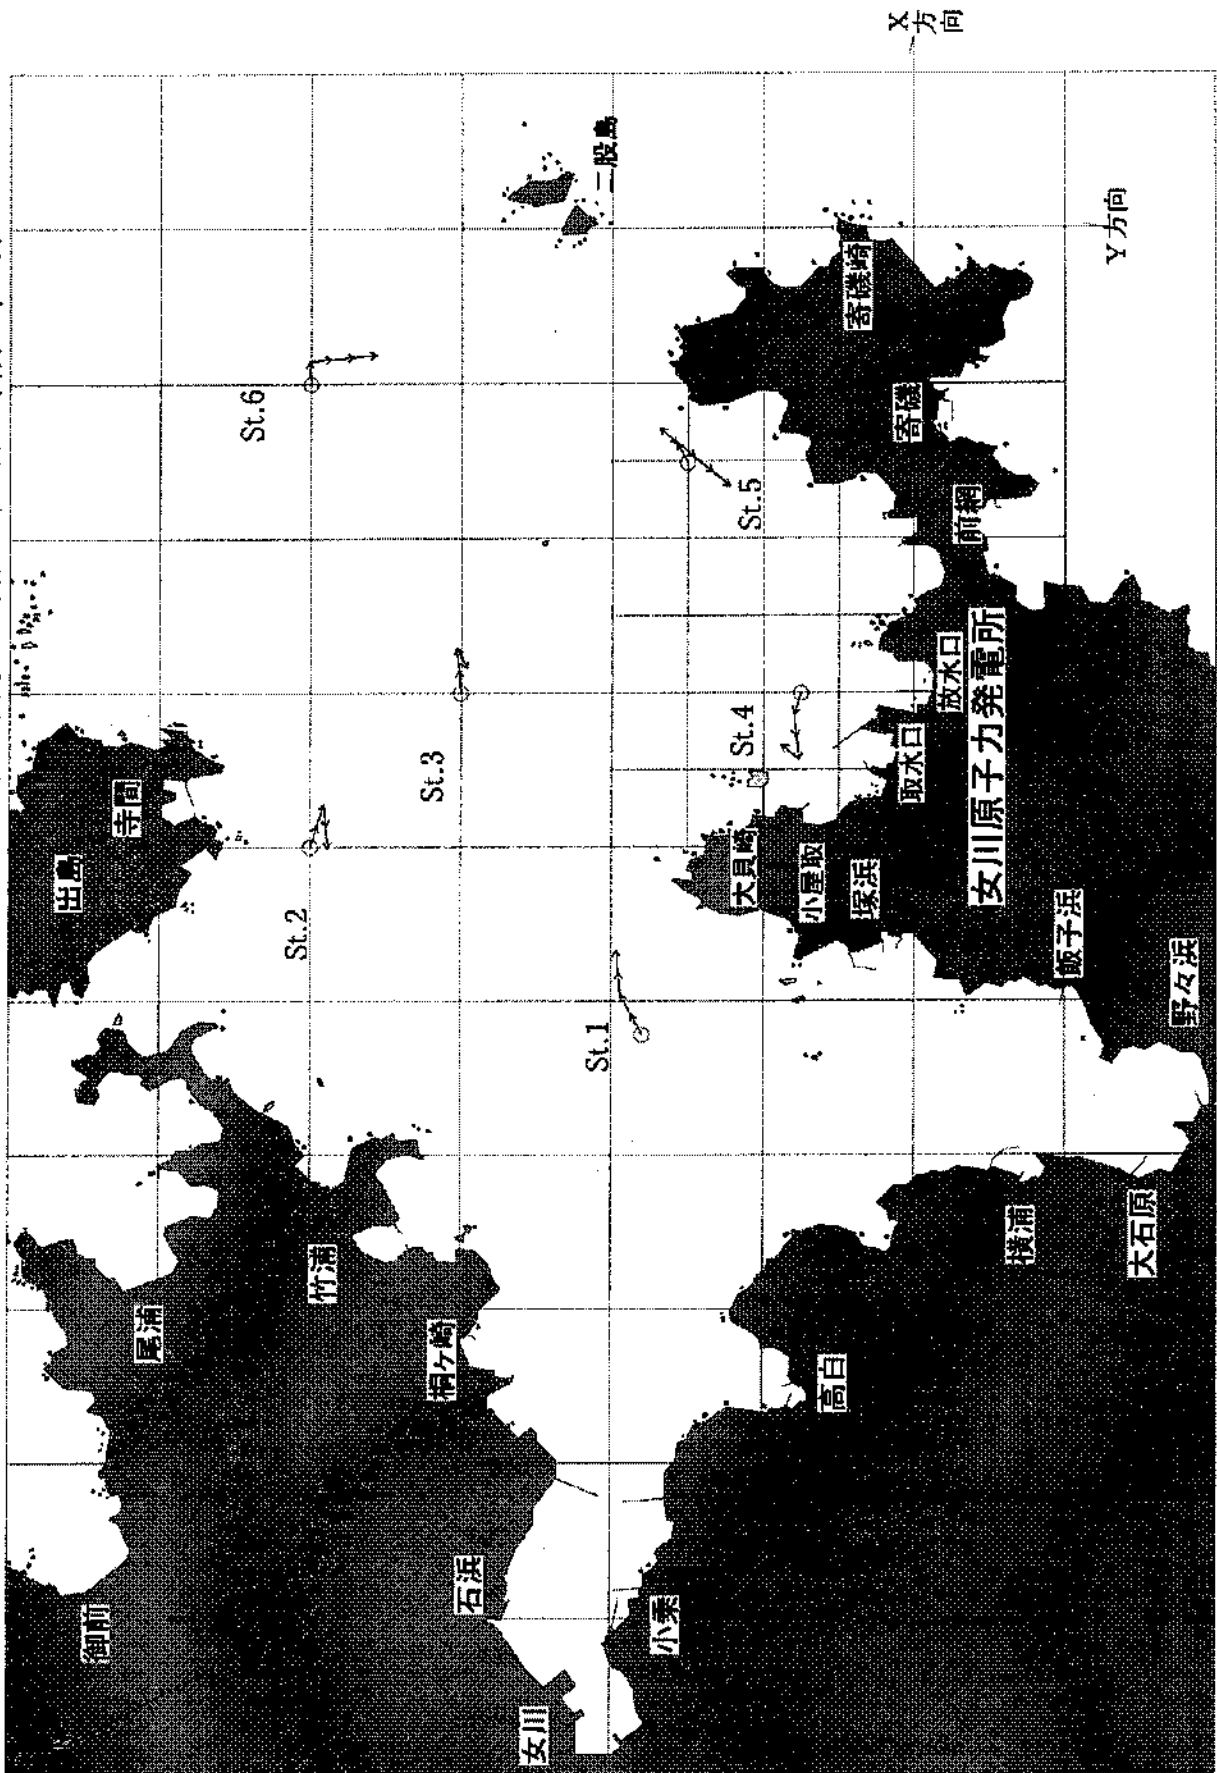 X方向
Y方向
二股島
寄磯崎
寄磯
前網
St.6
St.5
St.4
St.3
St.2
St.1
放水口
取水口
女川原子力発電所
寺間
出島
大貝崎
小屋取
塚浜
飯子浜
野々浜
大石原
横浦
高白
竹浦
尾浦
桐ケ崎
石浜
小乗
御前
女川